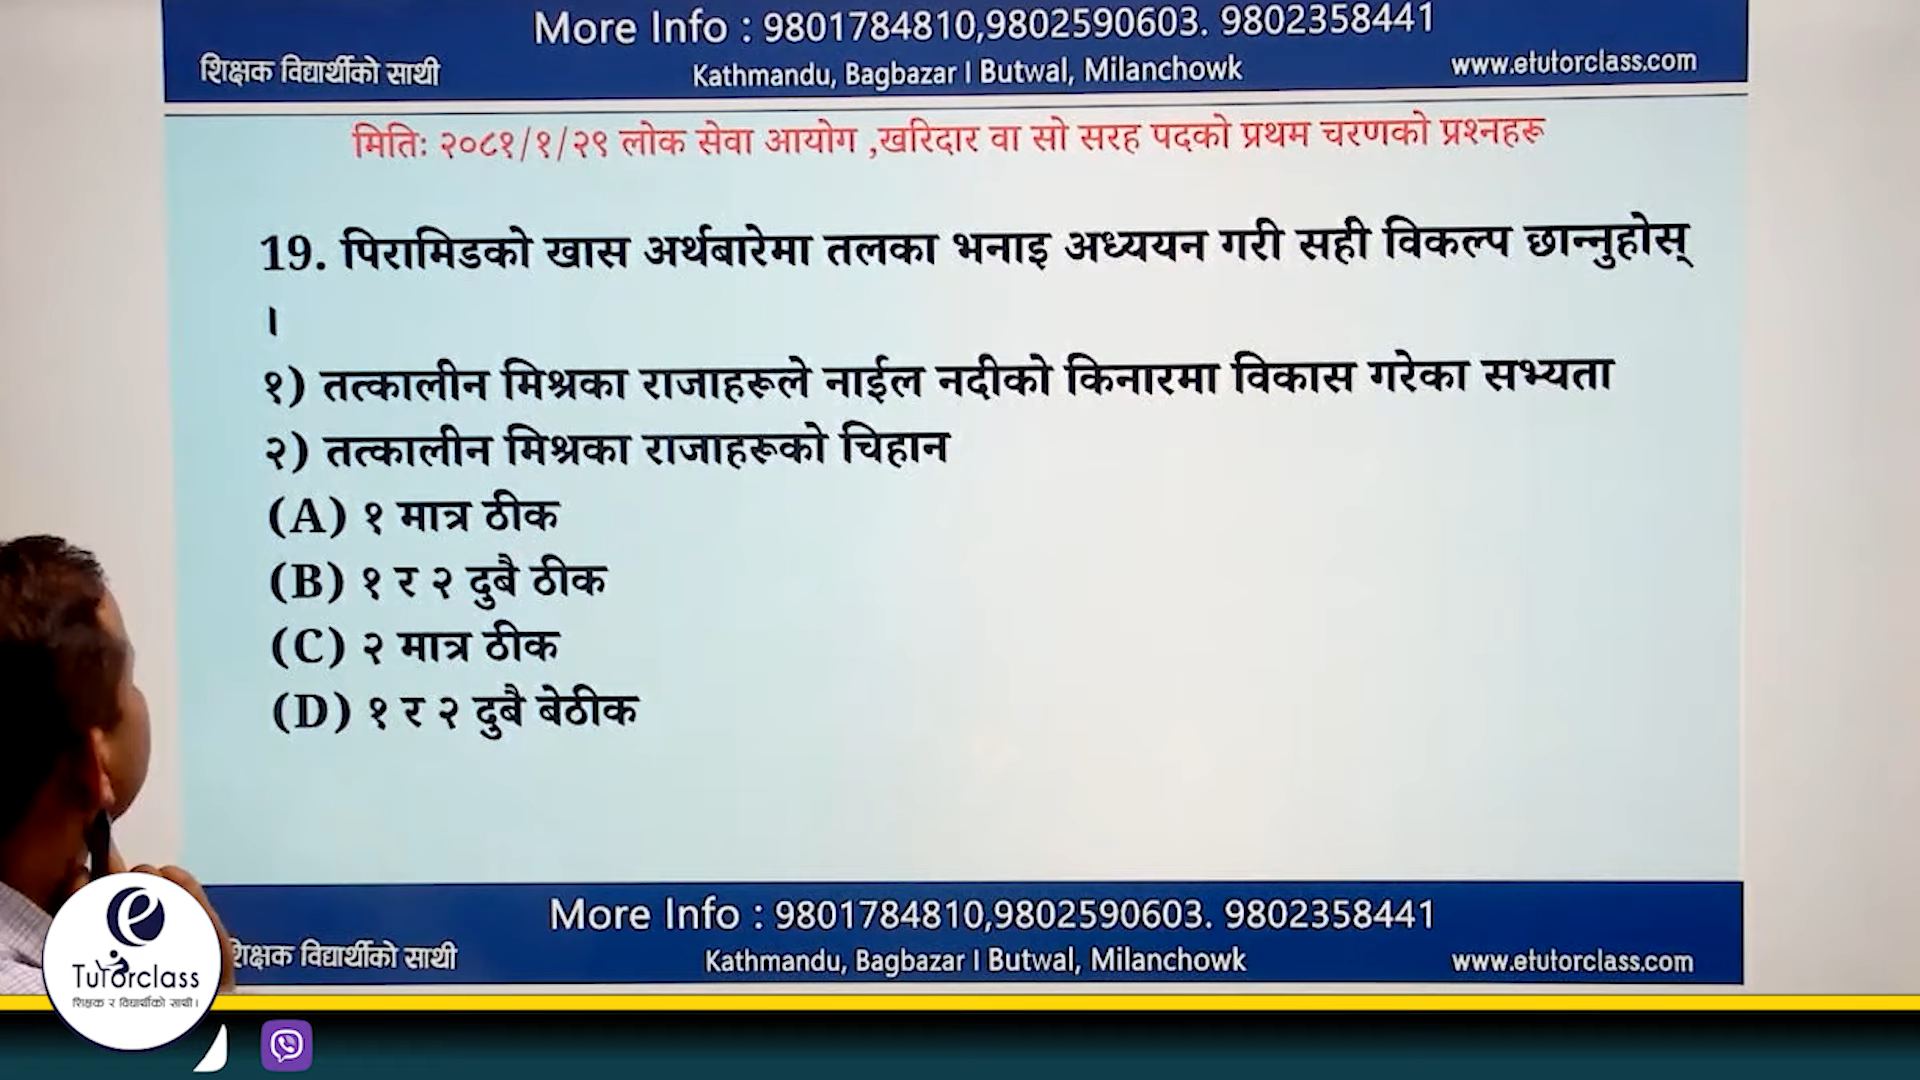 More Info : 9801784810,9802590603. 9802358441
शिक्षक विद्यार्थीको साथी
Kathmandu, Bagbazar I Butwal, Milanchowk
www.etutorclass.com
मितिः २०८१/१/२९ लोक सेवा आयोग ,खरिदार वा सो सरह पदको प्रथम चरणको प्रश्नहरू
19. पिरामिडको खास अर्थबारेमा तलका भनाइ अध्ययन गरी सही विकल्प छान्नुहोस्
।
१) तत्कालीन मिश्रका राजाहरूले नाईल नदीको किनारमा विकास गरेका सभ्यता
२) तत्कालीन मिश्रका राजाहरूको चिहान
(A) १ मात्र ठीक
(B) १ र २ दुबै ठीक
(C) २ मात्र ठीक
(D) १ र २ दुबै बेठीक
More Info : 9801784810,9802590603. 9802358441
शिक्षक विद्यार्थीको साथी
Kathmandu, Bagbazar I Butwal, Milanchowk
www.etutorclass.com
e
Tutorclass
शिक्षक र विद्यार्थीको साथी।